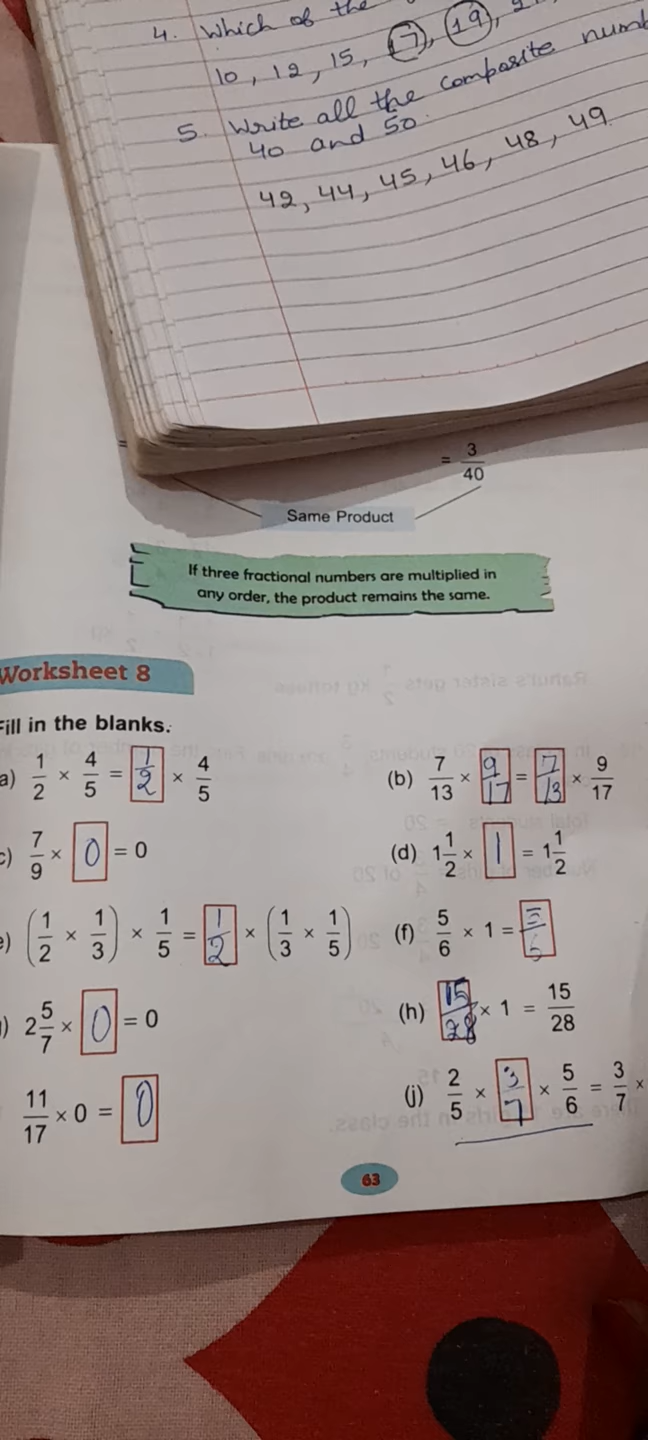 4. Which of the
10, 12, 15, 17, 19,
5. Write all the composite numb
40 and 50.
42, 44, 45, 46, 48, 49
= 3/40
Same Product
If three fractional numbers are multiplied in
any order, the product remains the same.
Worksheet 8
Fill in the blanks.
a) 1/2 × 4/5 = 1/2 × 4/5
(b) 7/13 × 9/17 = 7/13 × 9/17
c) 7/9 × 0 = 0
(d) 1 1/2 × 1 = 1 1/2
e) (1/2 × 1/3) × 1/5 = 1/2 × (1/3 × 1/5)
(f) 5/6 × 1 =
) 2 5/7 × 0 = 0
(h) 15/28 × 1 = 15/28
11/17 × 0 = 0
(j) 2/5 × 3/7 × 5/6 = 3/7 ×
63